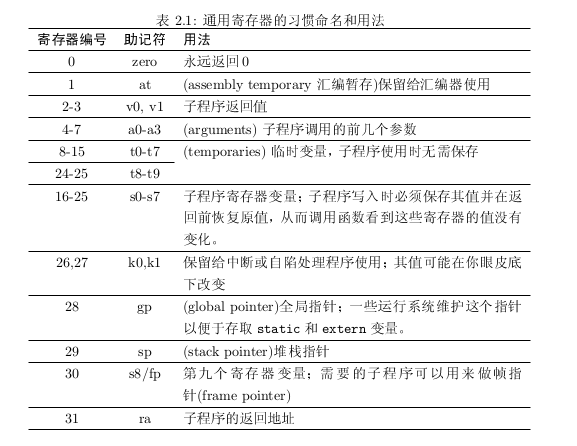 表 2.1: 通用寄存器的习惯命名和用法
寄存器编号 助记符 用法
0 zero 永远返回 0
1 at (assembly temporary 汇编暂存)保留给汇编器使用
2-3 v0, v1 子程序返回值
4-7 a0-a3 (arguments) 子程序调用的前几个参数
8-15 t0-t7 (temporaries) 临时变量，子程序使用时无需保存
24-25 t8-t9
16-25 s0-s7 子程序寄存器变量；子程序写入时必须保存其值并在返
回前恢复原值，从而调用函数看到这些寄存器的值没有
变化。
26,27 k0,k1 保留给中断或自陷处理程序使用；其值可能在你眼皮底
下改变
28 gp (global pointer)全局指针；一些运行系统维护这个指针
以便于存取 static 和 extern 变量。
29 sp (stack pointer)堆栈指针
30 s8/fp 第九个寄存器变量；需要的子程序可以用来做帧指
针(frame pointer)
31 ra 子程序的返回地址